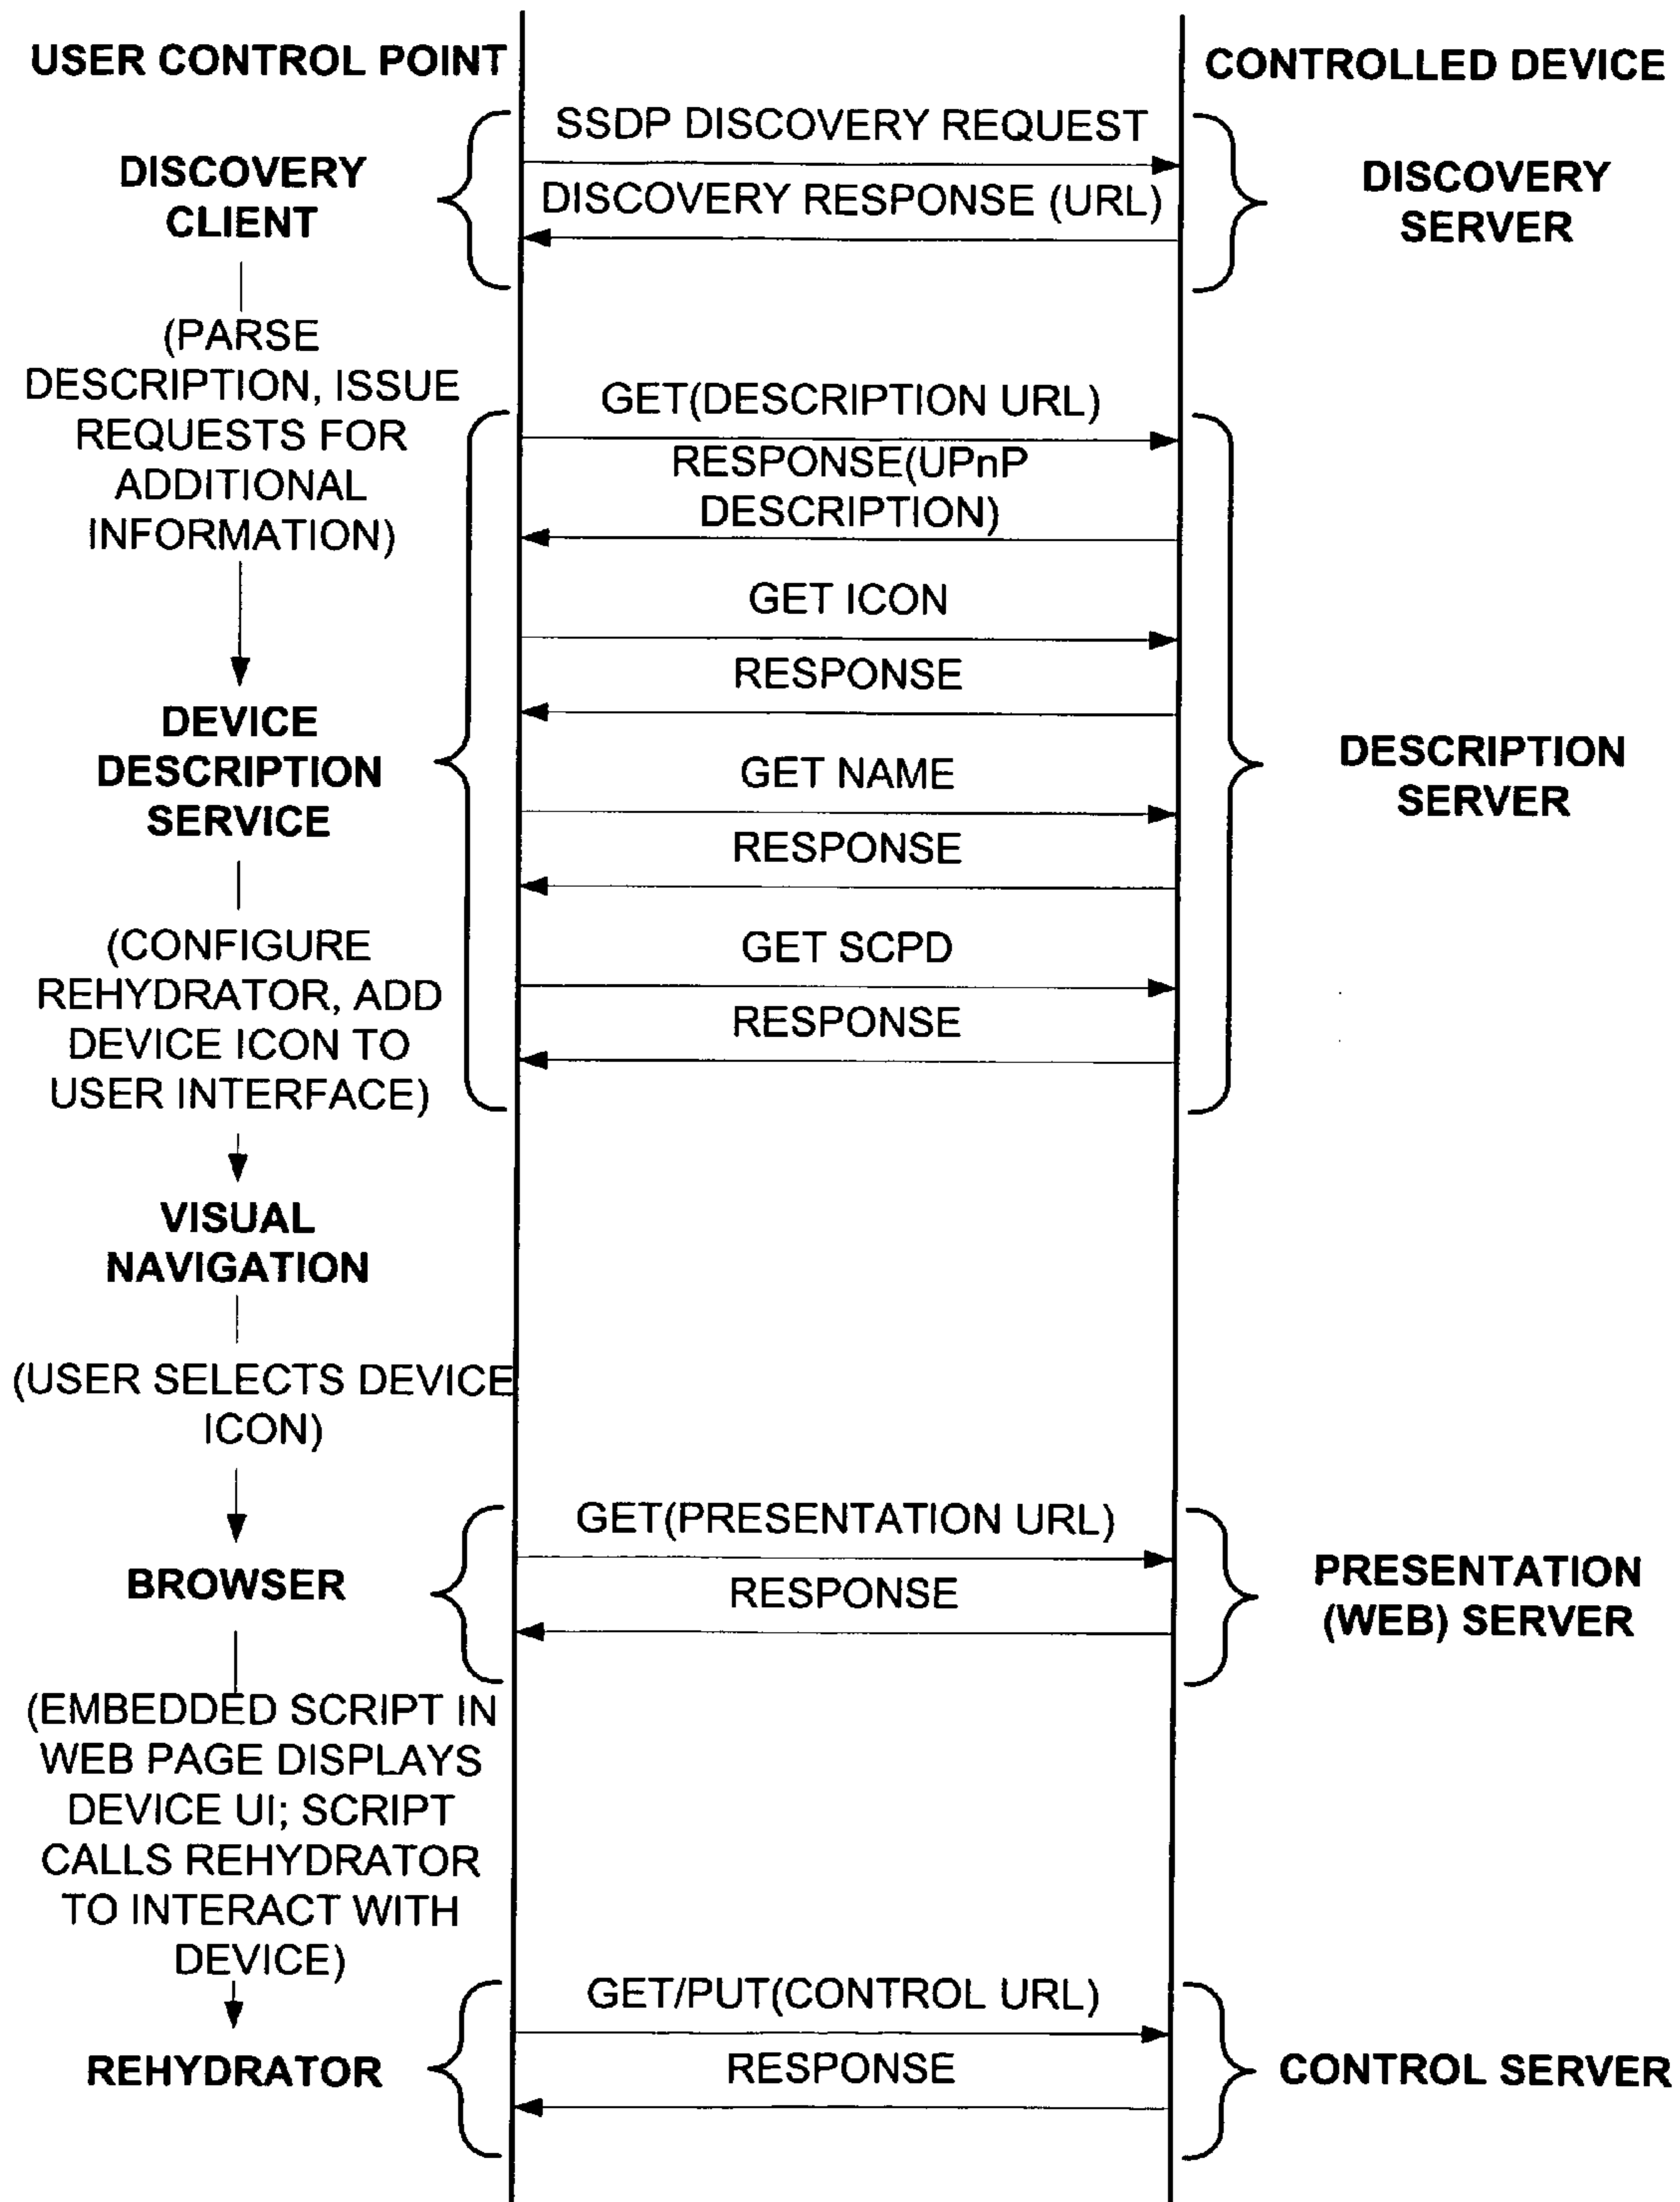 USER CONTROL POINT
CONTROLLED DEVICE
SSDP DISCOVERY REQUEST
DISCOVERY
CLIENT
DISCOVERY RESPONSE (URL)
DISCOVERY
SERVER
(PARSE
DESCRIPTION, ISSUE
REQUESTS FOR
ADDITIONAL
INFORMATION)
GET(DESCRIPTION URL)
RESPONSE(UPnP
DESCRIPTION)
GET ICON
RESPONSE
DEVICE
DESCRIPTION
SERVICE
GET NAME
RESPONSE
DESCRIPTION
SERVER
(CONFIGURE
REHYDRATOR, ADD
DEVICE ICON TO
USER INTERFACE)
GET SCPD
RESPONSE
VISUAL
NAVIGATION
(USER SELECTS DEVICE
ICON)
GET(PRESENTATION URL)
BROWSER
RESPONSE
PRESENTATION
(WEB) SERVER
(EMBEDDED SCRIPT IN
WEB PAGE DISPLAYS
DEVICE UI; SCRIPT
CALLS REHYDRATOR
TO INTERACT WITH
DEVICE)
GET/PUT(CONTROL URL)
REHYDRATOR
RESPONSE
CONTROL SERVER